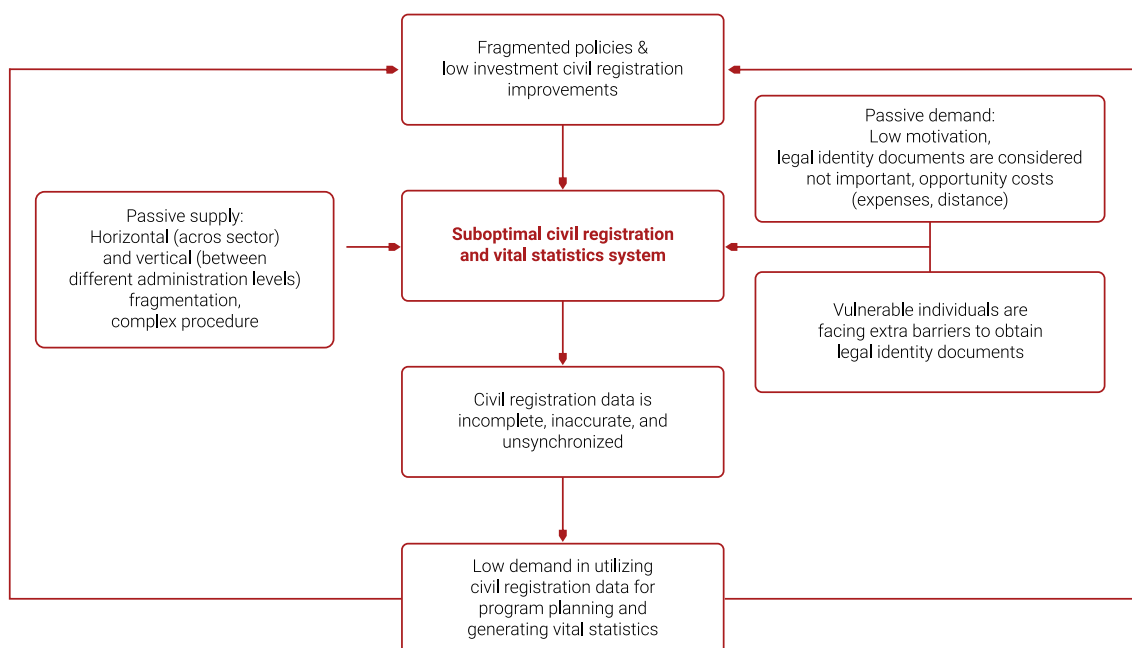 Fragmented policies &
low investment civil registration
improvements
Passive demand:
Low motivation,
legal identity documents are considered
not important, opportunity costs
(expenses, distance)
Passive supply:
Horizontal (acros sector)
and vertical (between
different administration levels)
fragmentation,
complex procedure
Suboptimal civil registration
and vital statistics system
Vulnerable individuals are
facing extra barriers to obtain
legal identity documents
Civil registration data is
incomplete, inaccurate, and
unsynchronized
Low demand in utilizing
civil registration data for
program planning and
generating vital statistics